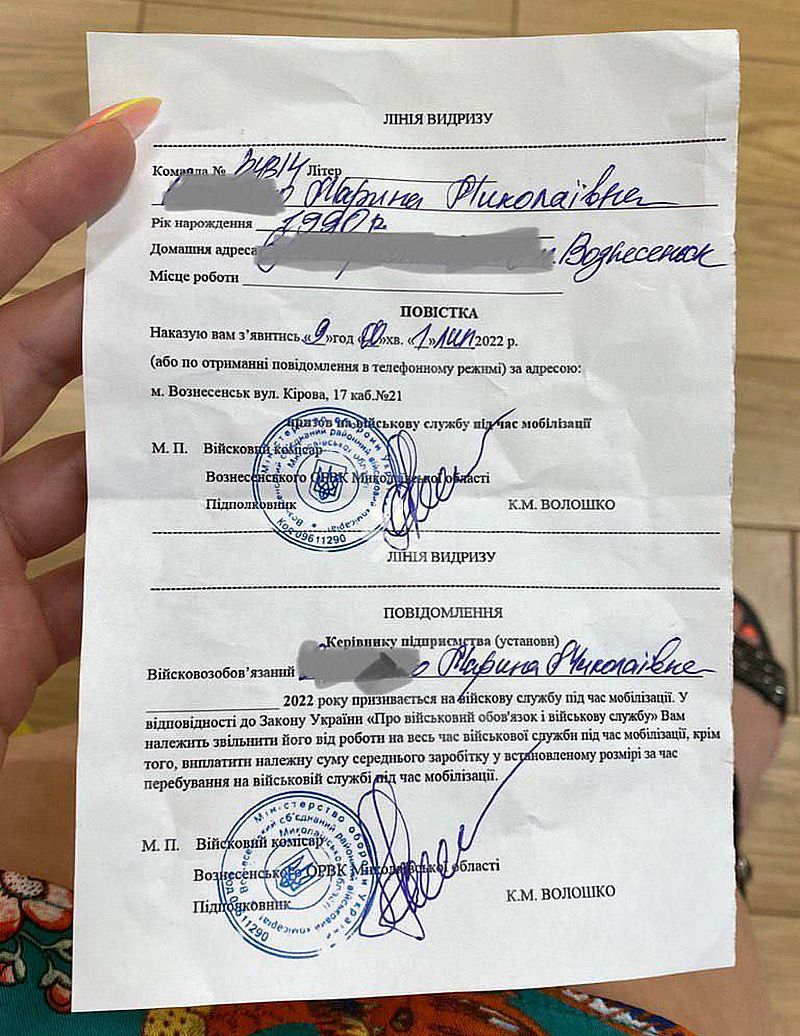 ЛІНІЯ ВИДРИЗУ
Команда № Літер
Марина Миколаївна
Рік нарождення 1990 р.
Домашня адреса м. Вознесенськ
Місце роботи
ПОВІСТКА
Наказую вам з’явитись «9» год «00» хв. «1» лип 2022 р.
(або по отриманні повідомлення в телефонному режимі) за адресою:
м. Вознесенськ вул. Кірова, 17 каб.№21
призов на військову службу під час мобілізації
М. П. Військовий комісар
Вознесенського ОРВК Миколаївської області
Підполковник К.М. ВОЛОШКО
ЛІНІЯ ВИДРИЗУ
ПОВІДОМЛЕННЯ
Керівнику підприємства (установи)
Військовозобов’язаний Марина Миколаївна
2022 року призивається на війскову службу під час мобілізації. У
відповідності до Закону України «Про військовий обов'язок і військову службу» Вам
належить звільнити його від роботи на весь час військової служби під час мобілізації, крім
того, виплатити належну суму середнього заробітку у встановленому розмірі за час
перебування на військовій службі під час мобілізації.
М. П. Військовий комісар
Вознесенського ОРВК Миколаївської області
Підполковник К.М. ВОЛОШКО